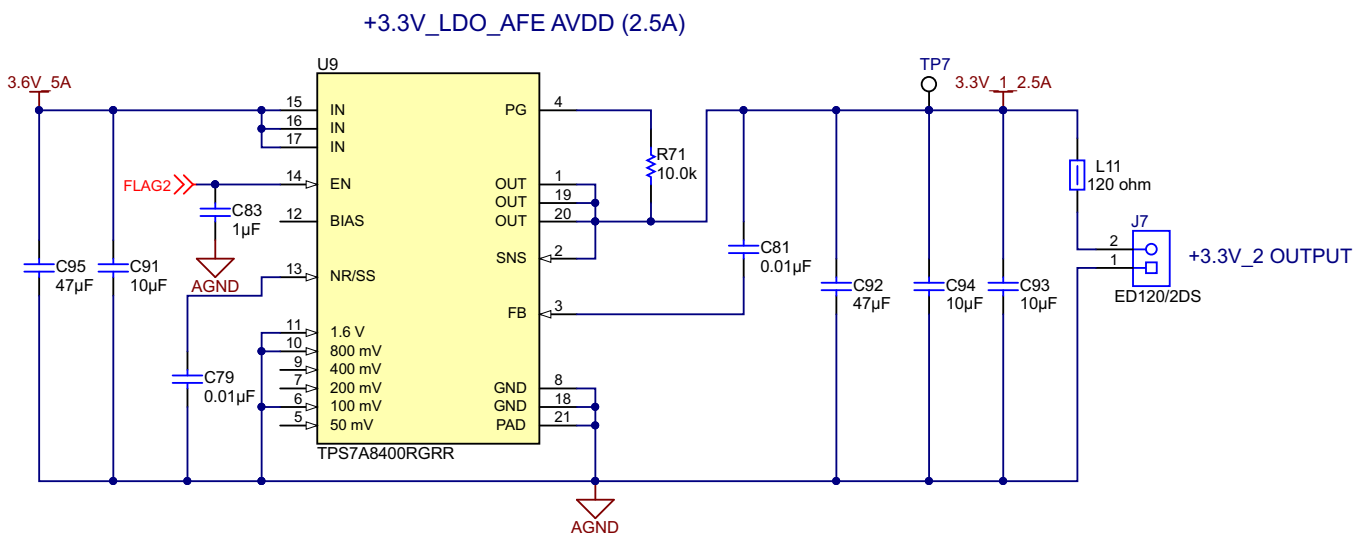 +3.3V_LDO_AFE AVDD (2.5A)
U9
TP7
3.6V_5A
3.3V_1_2.5A
15 IN
16 IN
17 IN
PG 4
R71
10.0k
L11
120 ohm
FLAG2
14 EN
OUT 1
OUT 19
OUT 20
C83
1µF
12 BIAS
AGND
SNS 2
C81
0.01µF
J7
2
1
+3.3V_2 OUTPUT
ED120/2DS
C95
47µF
C91
10µF
13 NR/SS
C92
47µF
C94
10µF
C93
10µF
FB 3
11 1.6 V
10 800 mV
9 400 mV
7 200 mV
6 100 mV
5 50 mV
C79
0.01µF
GND 8
GND 18
PAD 21
TPS7A8400RGRR
AGND